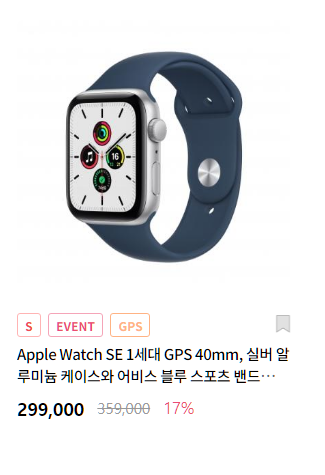 S EVENT GPS
Apple Watch SE 1세대 GPS 40mm, 실버 알
루미늄 케이스와 어비스 블루 스포츠 밴드…
299,000 359,000 17%